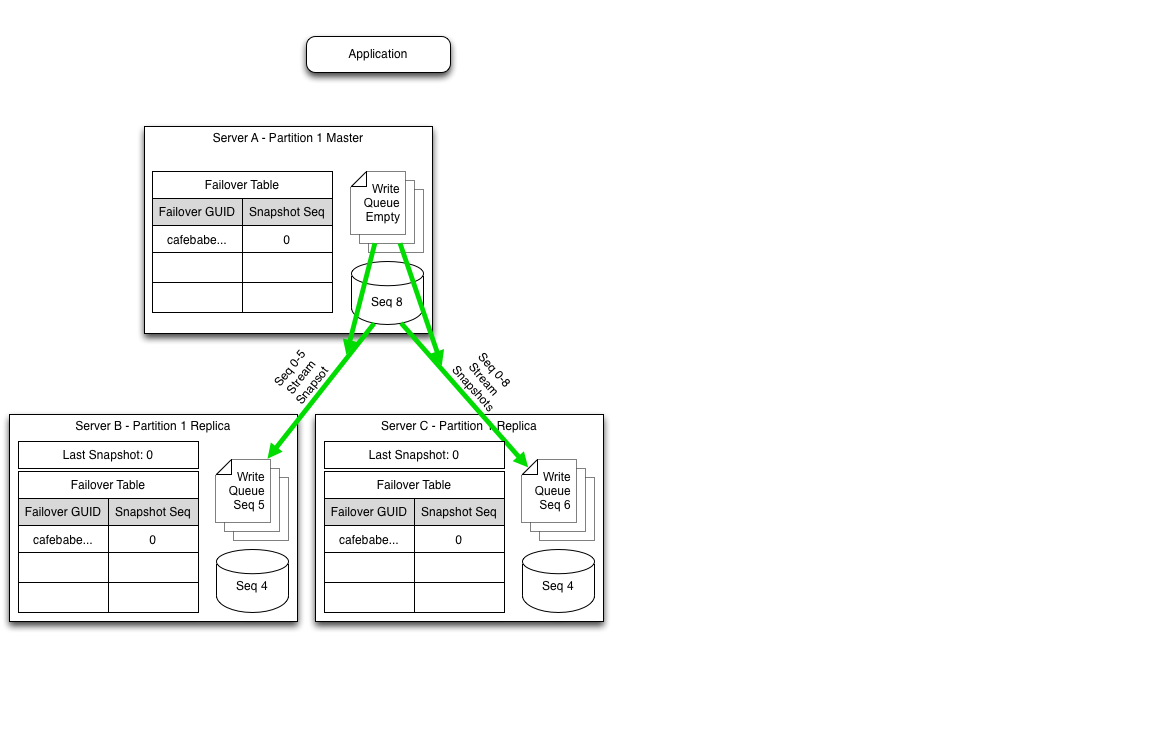 Application
Server A - Partition 1 Master
Failover Table
Failover GUID
Snapshot Seq
cafebabe...
0
Write
Queue
Empty
Seq 8
Seq 0-5
Stream
Snapsot
Seq 0-8
Stream
Snapshots
Server B - Partition 1 Replica
Last Snapshot: 0
Failover Table
Failover GUID
Snapshot Seq
cafebabe...
0
Write
Queue
Seq 5
Seq 4
Server C - Partition 1 Replica
Last Snapshot: 0
Failover Table
Failover GUID
Snapshot Seq
cafebabe...
0
Write
Queue
Seq 6
Seq 4